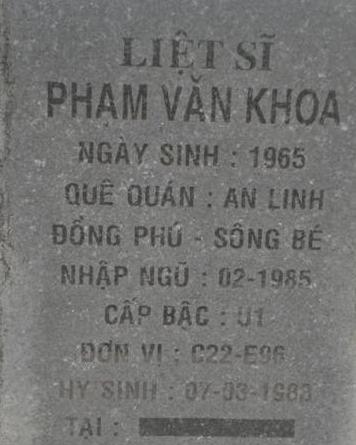 LIỆT SĨ
PHẠM VĂN KHOA
NGÀY SINH : 1965
QUÊ QUÁN : AN LINH
ĐỒNG PHÚ - SÔNG BÉ
NHẬP NGŨ : 02-1985
CẤP BẬC : U1
ĐƠN VỊ : C22-E96
HY SINH : 07-03-1988
TẠI :